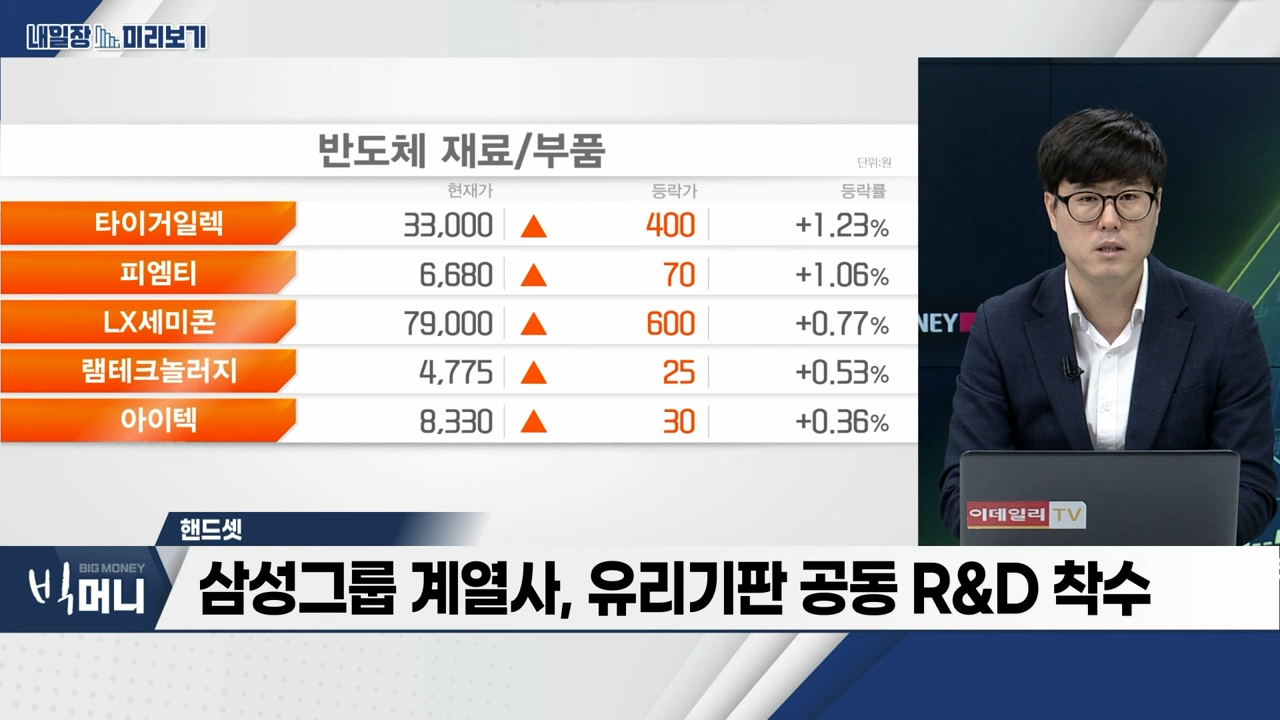 내일장 미리보기
반도체 재료/부품
단위:원
현재가 등락가 등락률
타이거일렉 33,000 ▲ 400 +1.23%
피엠티 6,680 ▲ 70 +1.06%
LX세미콘 79,000 ▲ 600 +0.77%
램테크놀러지 4,775 ▲ 25 +0.53%
아이텍 8,330 ▲ 30 +0.36%
NEY
이데일리 TV
핸드셋
BIG MONEY
빅머니
삼성그룹 계열사, 유리기판 공동 R&D 착수